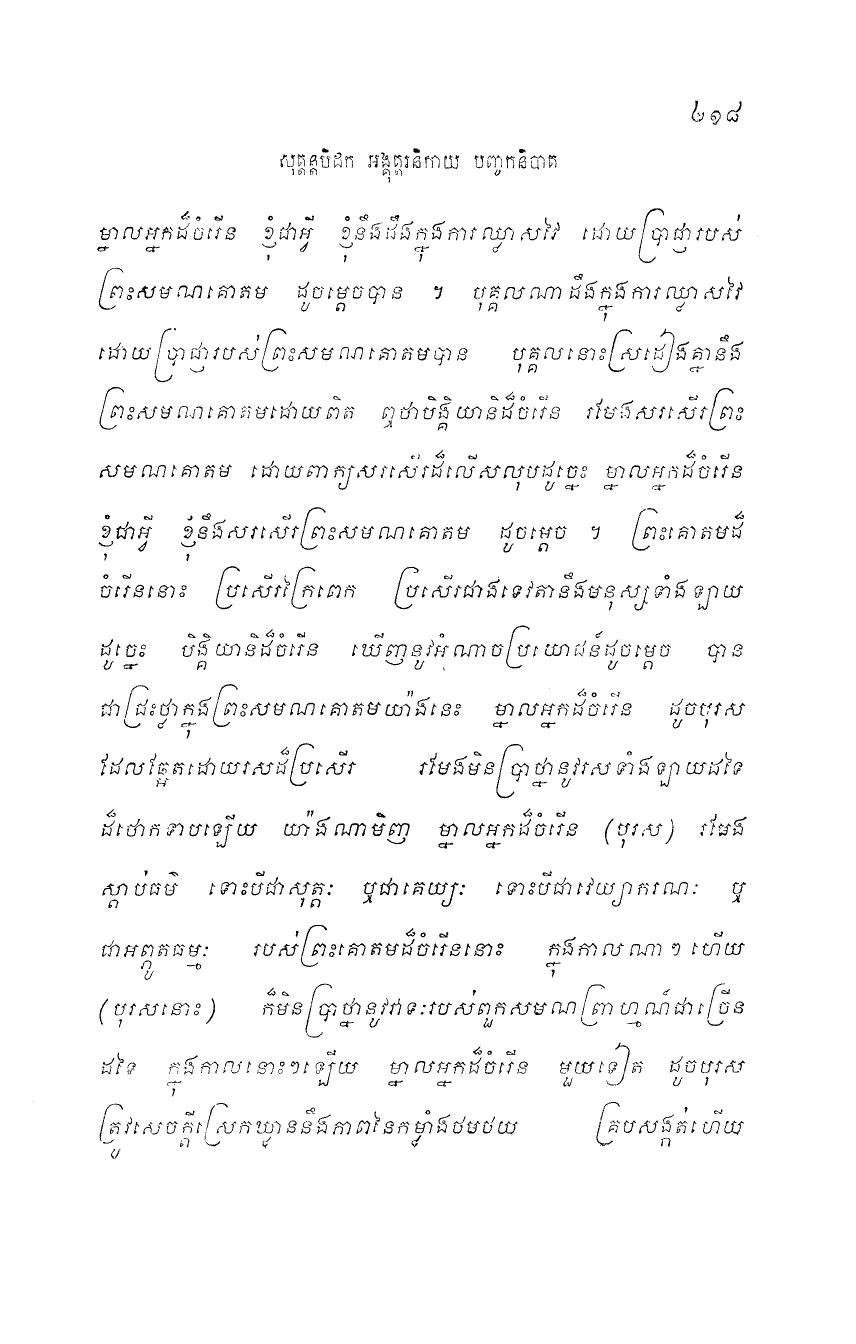 ៤១៨
សុត្តន្តបិដក អង្គុត្តរនិកាយ បញ្ចកនិបាត
ម្នាលអ្នកដ៏ចំរើន ខ្ញុំជាអ្វី ខ្ញុំនឹងដឹងក្នុងការឈ្លាសវៃ ដោយប្រាជ្ញារបស់
ព្រះសមណគោតម ដូចម្តេចបាន ។ បុគ្គលណាដឹងក្នុងការឈ្លាសវៃ
ដោយប្រាជ្ញារបស់ព្រះសមណគោតមបាន បុគ្គលនោះស្រដៀងគ្នានឹង
ព្រះសមណគោតមដោយពិត ឮថាបិង្គិយានិដ៏ចំរើន រមែងសរសើរព្រះ
សមណគោតម ដោយពាក្យសរសើរដ៏លើសលុបដូច្នេះ ម្នាលអ្នកដ៏ចំរើន
ខ្ញុំជាអ្វី ខ្ញុំនឹងសរសើរព្រះសមណគោតម ដូចម្តេច ។ ព្រះគោតមដ៏
ចំរើននោះ ប្រសើរក្រៃពេក ប្រសើរជាងទេវតានឹងមនុស្សទាំងឡាយ
ដូច្នេះ បិង្គិយានិដ៏ចំរើន ឃើញនូវអំណាចប្រយោជន៍ដូចម្តេច បាន
ជាជ្រះថ្លាក្នុងព្រះសមណគោតមយ៉ាងនេះ ម្នាលអ្នកដ៏ចំរើន ដូចបុរស
ដែលឆ្អែតដោយរសដ៏ប្រសើរ រមែងមិនប្រាថ្នានូវរសទាំងឡាយដទៃ
ដ៏ថោកទាបឡើយ យ៉ាងណាមិញ ម្នាលអ្នកដ៏ចំរើន (បុរស) រមែង
ស្តាប់ធម៌ ទោះបីជាសុត្តៈ ឬជាគេយ្យៈ ទោះបីជាវេយ្យាករណៈ ឬ
ជាអព្ភូតធម្មៈ របស់ព្រះគោតមដ៏ចំរើននោះ ក្នុងកាលណាៗ ហើយ
(បុរសនោះ) ក៏មិនប្រាថ្នានូវវាទៈរបស់ពួកសមណព្រាហ្មណ៍ជាច្រើន
ដទៃ ក្នុងកាលនោះៗឡើយ ម្នាលអ្នកដ៏ចំរើន មួយទៀត ដូចបុរស
ត្រូវសេចក្តីស្រេកឃ្លាននឹងភាពនៃកម្លាំងថមថយ គ្របសង្កត់ហើយ